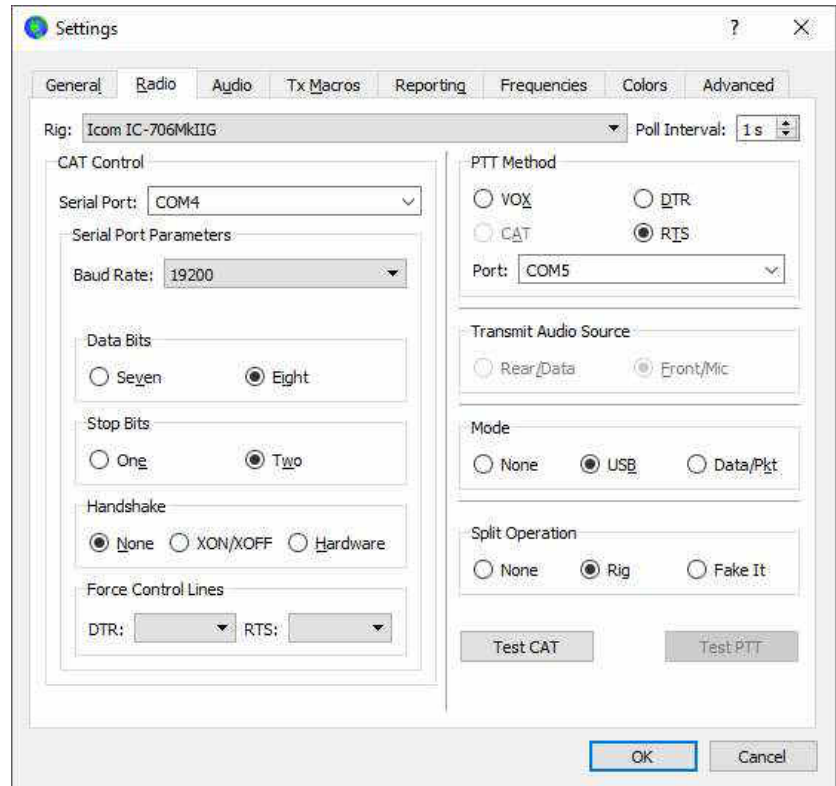 Settings
?
General Radio Audio Tx Macros Reporting Frequencies Colors Advanced
Rig: Icom IC-706MkIIG Poll Interval: 1 s
CAT Control
Serial Port: COM4
Serial Port Parameters
Baud Rate: 19200
Data Bits
Seven Eight
Stop Bits
One Two
Handshake
None XON/XOFF Hardware
Force Control Lines
DTR: RTS:
PTT Method
VOX DTR
CAT RTS
Port: COM5
Transmit Audio Source
Rear/Data Front/Mic
Mode
None USB Data/Pkt
Split Operation
None Rig Fake It
Test CAT Test PTT
OK Cancel